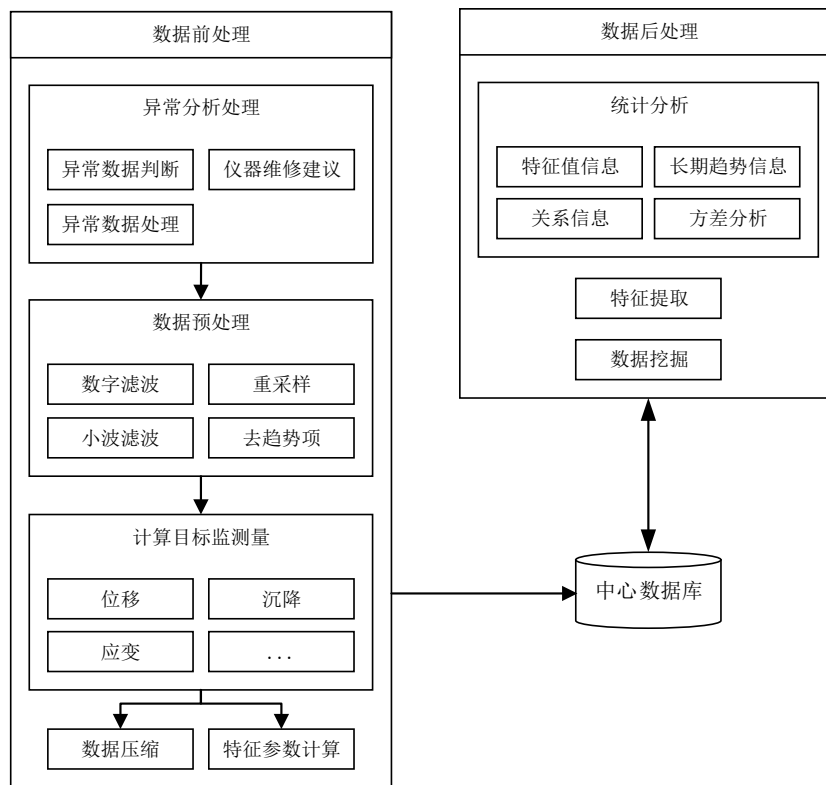 数据前处理
异常分析处理
异常数据判断
仪器维修建议
异常数据处理
数据预处理
数字滤波
重采样
小波滤波
去趋势项
计算目标监测量
位移
沉降
应变
...
数据压缩
特征参数计算
数据后处理
统计分析
特征值信息
长期趋势信息
关系信息
方差分析
特征提取
数据挖掘
中心数据库